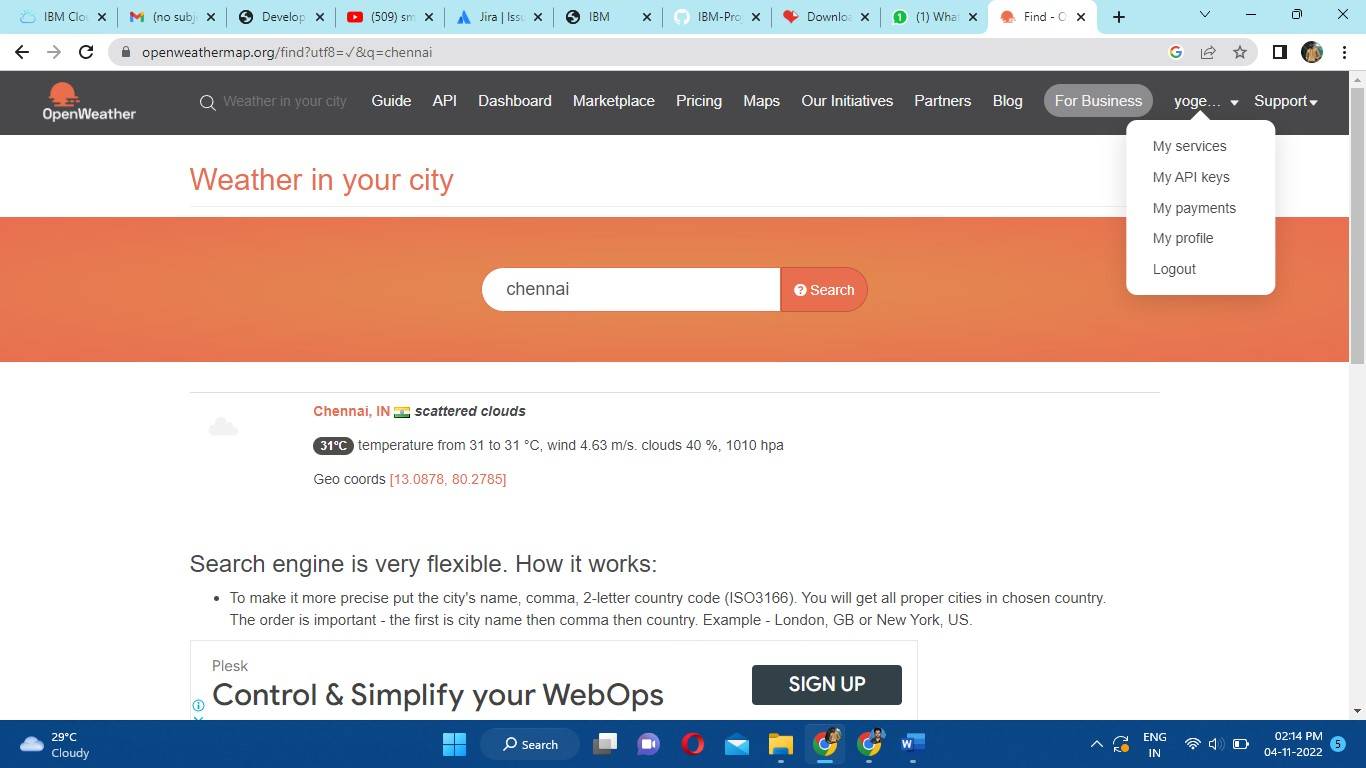 IBM Clou
(no subj
Develop
(509) sm
Jira | Issu
IBM
IBM-Pro
Downloa
(1) What
Find - O
openweathermap.org/find?utf8=✓&q=chennai
OpenWeather
Weather in your city
Guide
API
Dashboard
Marketplace
Pricing
Maps
Our Initiatives
Partners
Blog
For Business
yoge...
Support
My services
My API keys
My payments
My profile
Logout
Weather in your city
chennai
Search
Chennai, IN scattered clouds
31°C temperature from 31 to 31 °C, wind 4.63 m/s. clouds 40 %, 1010 hpa
Geo coords [13.0878, 80.2785]
Search engine is very flexible. How it works:
To make it more precise put the city's name, comma, 2-letter country code (ISO3166). You will get all proper cities in chosen country.
The order is important - the first is city name then comma then country. Example - London, GB or New York, US.
Plesk
Control & Simplify your WebOps
SIGN UP
29°C
Cloudy
Search
ENG
IN
02:14 PM
04-11-2022
5